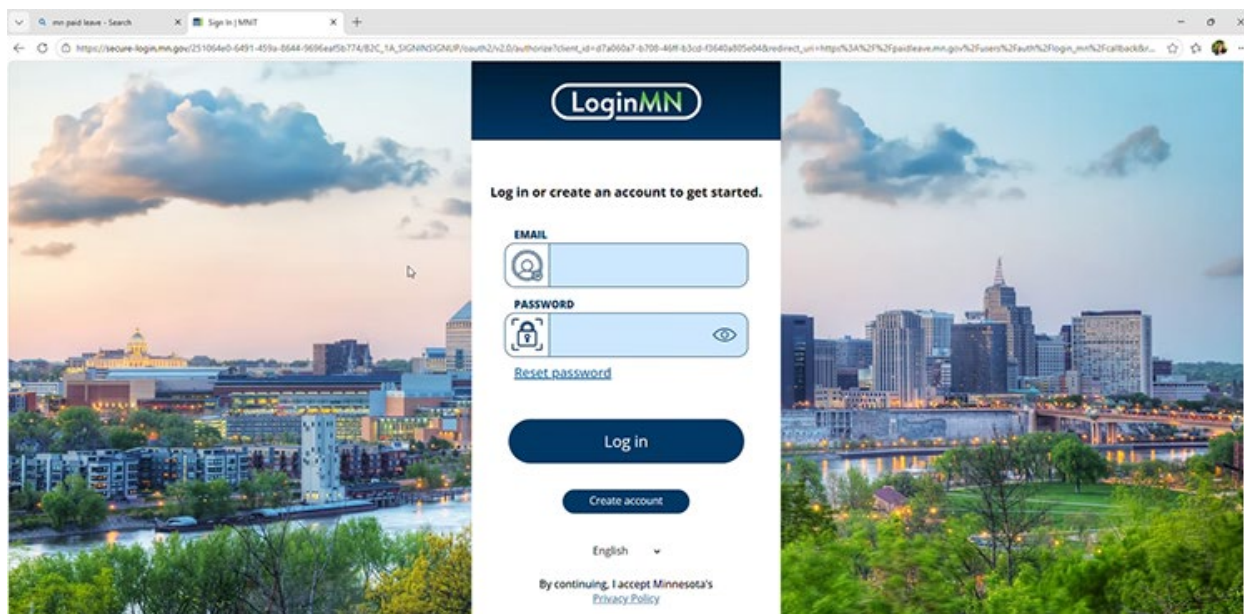 mn paid leave - Search
Sign In | MNIT
LoginMN
Log in or create an account to get started.
EMAIL
PASSWORD
Reset password
Log in
Create account
English
By continuing, I accept Minnesota's
Privacy Policy